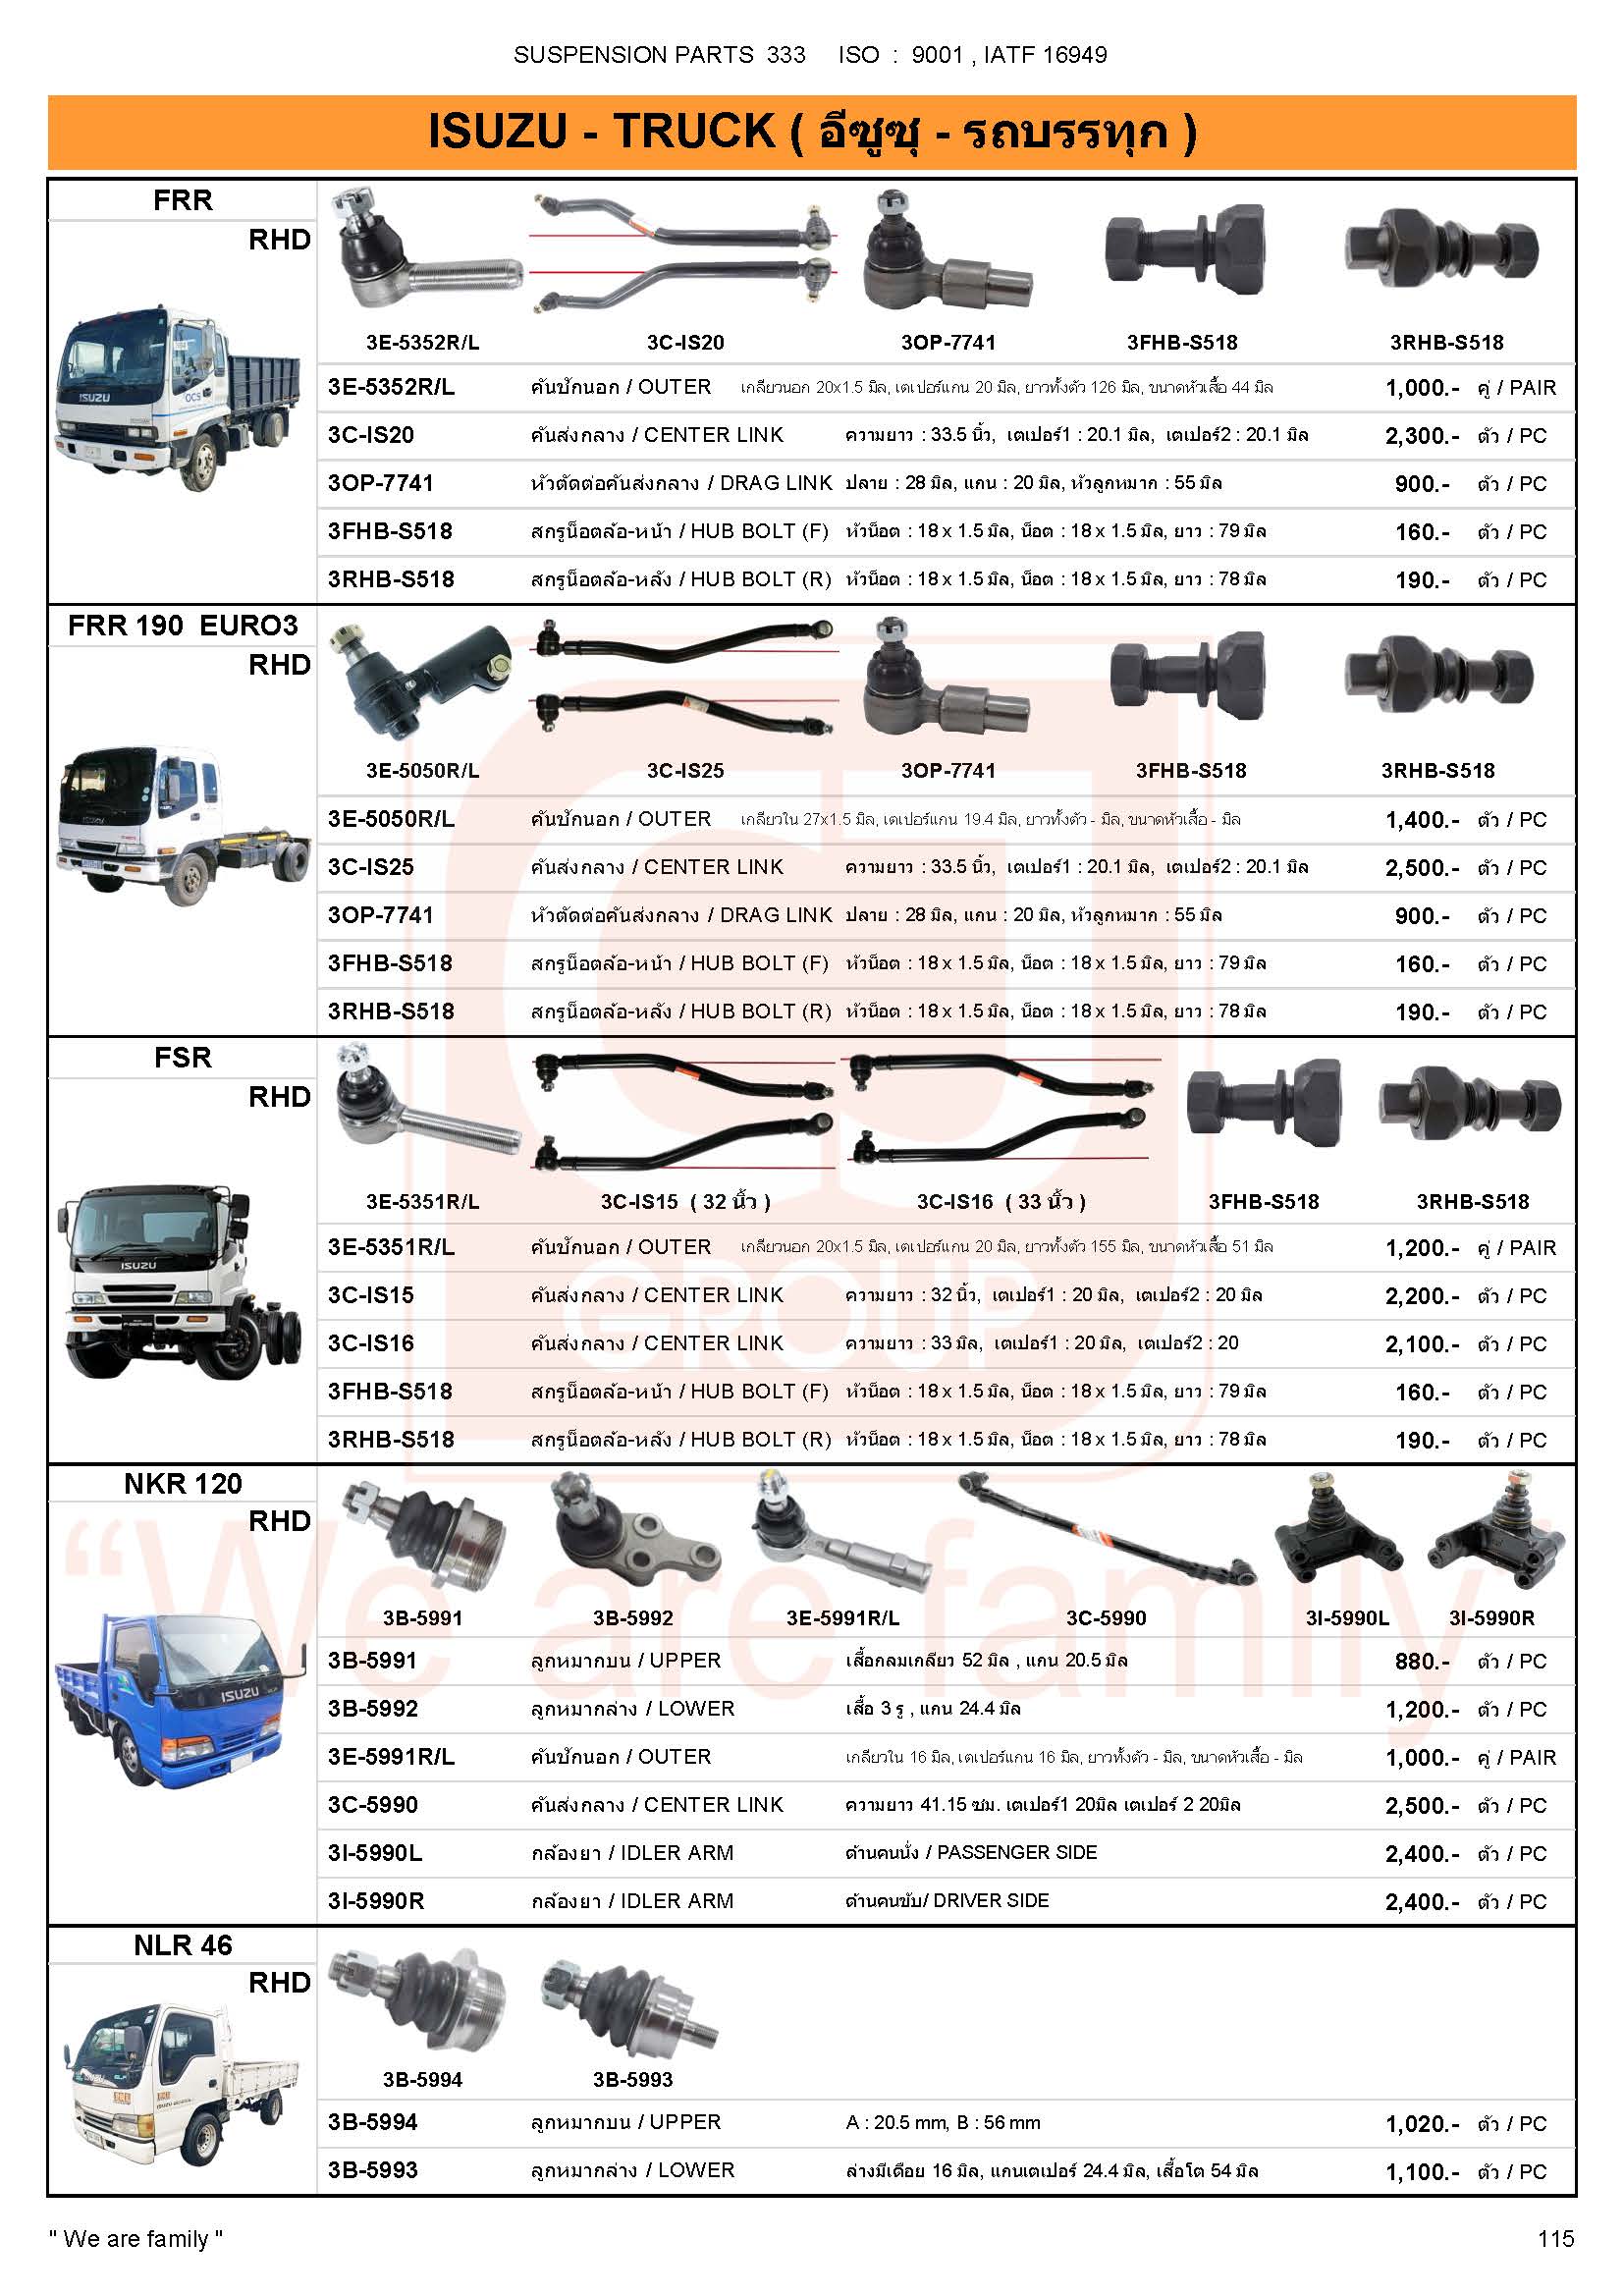 SUSPENSION PARTS 333 ISO : 9001 , IATF 16949
ISUZU - TRUCK ( อีซูซุ - รถบรรทุก )
FRR
RHD
3E-5352R/L 3C-IS20 3OP-7741 3FHB-S518 3RHB-S518
3E-5352R/L คันชักนอก / OUTER เกลียวนอก 20x1.5 มิล, เตเปอร์แกน 20 มิล, ยาวทั้งตัว 126 มิล, ขนาดหัวเสื้อ 44 มิล 1,000.- คู่ / PAIR
3C-IS20 คันส่งกลาง / CENTER LINK ความยาว : 33.5 นิ้ว, เตเปอร์1 : 20.1 มิล, เตเปอร์2 : 20.1 มิล 2,300.- ตัว / PC
3OP-7741 หัวตัดต่อคันส่งกลาง / DRAG LINK ปลาย : 28 มิล, แกน : 20 มิล, หัวลูกหมาก : 55 มิล 900.- ตัว / PC
3FHB-S518 สกรูน็อตล้อ-หน้า / HUB BOLT (F) หัวน็อต : 18 x 1.5 มิล, น็อต : 18 x 1.5 มิล, ยาว : 79 มิล 160.- ตัว / PC
3RHB-S518 สกรูน็อตล้อ-หลัง / HUB BOLT (R) หัวน็อต : 18 x 1.5 มิล, น็อต : 18 x 1.5 มิล, ยาว : 78 มิล 190.- ตัว / PC
FRR 190 EURO3
RHD
3E-5050R/L 3C-IS25 3OP-7741 3FHB-S518 3RHB-S518
3E-5050R/L คันชักนอก / OUTER เกลียวใน 27x1.5 มิล, เตเปอร์แกน 19.4 มิล, ยาวทั้งตัว - มิล, ขนาดหัวเสื้อ - มิล 1,400.- ตัว / PC
3C-IS25 คันส่งกลาง / CENTER LINK ความยาว : 33.5 นิ้ว, เตเปอร์1 : 20.1 มิล, เตเปอร์2 : 20.1 มิล 2,500.- ตัว / PC
3OP-7741 หัวตัดต่อคันส่งกลาง / DRAG LINK ปลาย : 28 มิล, แกน : 20 มิล, หัวลูกหมาก : 55 มิล 900.- ตัว / PC
3FHB-S518 สกรูน็อตล้อ-หน้า / HUB BOLT (F) หัวน็อต : 18 x 1.5 มิล, น็อต : 18 x 1.5 มิล, ยาว : 79 มิล 160.- ตัว / PC
3RHB-S518 สกรูน็อตล้อ-หลัง / HUB BOLT (R) หัวน็อต : 18 x 1.5 มิล, น็อต : 18 x 1.5 มิล, ยาว : 78 มิล 190.- ตัว / PC
FSR
RHD
3E-5351R/L 3C-IS15 ( 32 นิ้ว ) 3C-IS16 ( 33 นิ้ว ) 3FHB-S518 3RHB-S518
3E-5351R/L คันชักนอก / OUTER เกลียวนอก 20x1.5 มิล, เตเปอร์แกน 20 มิล, ยาวทั้งตัว 155 มิล, ขนาดหัวเสื้อ 51 มิล 1,200.- คู่ / PAIR
3C-IS15 คันส่งกลาง / CENTER LINK ความยาว : 32 นิ้ว, เตเปอร์1 : 20 มิล, เตเปอร์2 : 20 มิล 2,200.- ตัว / PC
3C-IS16 คันส่งกลาง / CENTER LINK ความยาว : 33 มิล, เตเปอร์1 : 20 มิล, เตเปอร์2 : 20 2,100.- ตัว / PC
3FHB-S518 สกรูน็อตล้อ-หน้า / HUB BOLT (F) หัวน็อต : 18 x 1.5 มิล, น็อต : 18 x 1.5 มิล, ยาว : 79 มิล 160.- ตัว / PC
3RHB-S518 สกรูน็อตล้อ-หลัง / HUB BOLT (R) หัวน็อต : 18 x 1.5 มิล, น็อต : 18 x 1.5 มิล, ยาว : 78 มิล 190.- ตัว / PC
NKR 120
RHD
3B-5991 3B-5992 3E-5991R/L 3C-5990 3I-5990L 3I-5990R
3B-5991 ลูกหมากบน / UPPER เสื้อกลมเกลียว 52 มิล , แกน 20.5 มิล 880.- ตัว / PC
3B-5992 ลูกหมากล่าง / LOWER เสื้อ 3 รู , แกน 24.4 มิล 1,200.- ตัว / PC
3E-5991R/L คันชักนอก / OUTER เกลียวใน 16 มิล, เตเปอร์แกน 16 มิล, ยาวทั้งตัว - มิล, ขนาดหัวเสื้อ - มิล 1,000.- คู่ / PAIR
3C-5990 คันส่งกลาง / CENTER LINK ความยาว 41.15 ซม. เตเปอร์1 20มิล เตเปอร์ 2 20มิล 2,500.- ตัว / PC
3I-5990L กล้องยา / IDLER ARM ด้านคนนั่ง / PASSENGER SIDE 2,400.- ตัว / PC
3I-5990R กล้องยา / IDLER ARM ด้านคนขับ/ DRIVER SIDE 2,400.- ตัว / PC
NLR 46
RHD
3B-5994 3B-5993
3B-5994 ลูกหมากบน / UPPER A : 20.5 mm, B : 56 mm 1,020.- ตัว / PC
3B-5993 ลูกหมากล่าง / LOWER ล่างมีเดือย 16 มิล, แกนเตเปอร์ 24.4 มิล, เสื้อโต 54 มิล 1,100.- ตัว / PC
CJ
GROUP
“We are family”
ISUZU
OCS
ISUZU
ISUZU
ISUZU
" We are family " 115